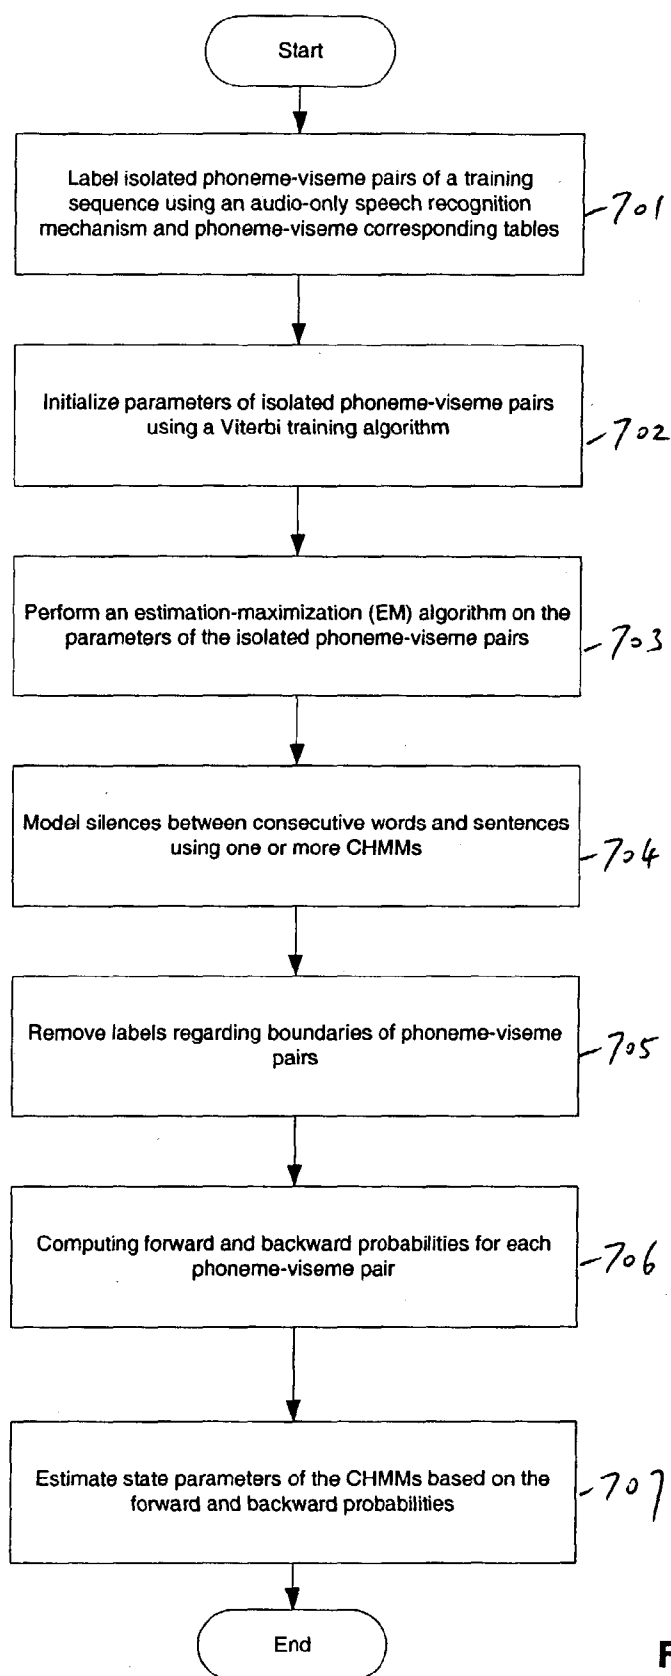 Start
Label isolated phoneme-viseme pairs of a training
sequence using an audio-only speech recognition
mechanism and phoneme-viseme corresponding tables
701
Initialize parameters of isolated phoneme-viseme pairs
using a Viterbi training algorithm
702
Perform an estimation-maximization (EM) algorithm on the
parameters of the isolated phoneme-viseme pairs
703
Model silences between consecutive words and sentences
using one or more CHMMs
704
Remove labels regarding boundaries of phoneme-viseme
pairs
705
Computing forward and backward probabilities for each
phoneme-viseme pair
706
Estimate state parameters of the CHMMs based on the
forward and backward probabilities
707
End
F